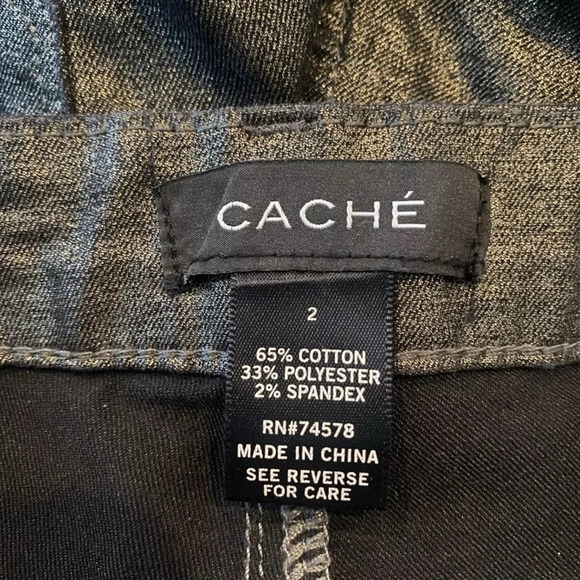 CACHÉ
2
65% COTTON
33% POLYESTER
2% SPANDEX
RN#74578
MADE IN CHINA
SEE REVERSE
FOR CARE